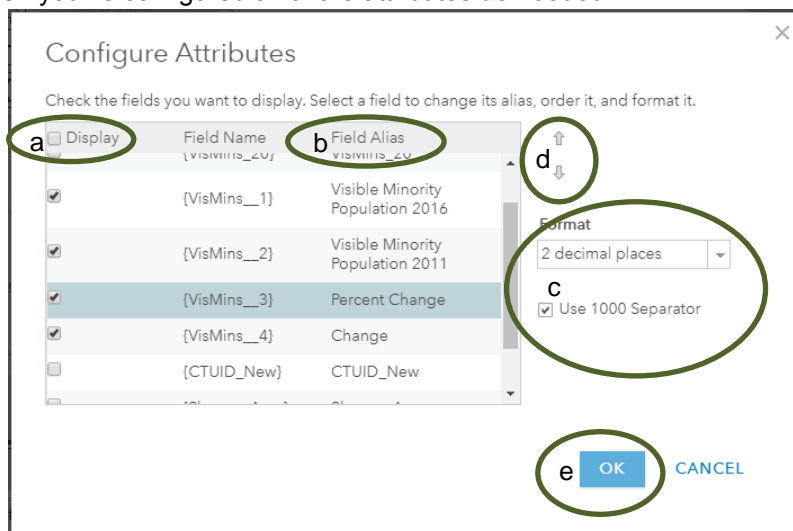 Configure Attributes
Check the fields you want to display. Select a field to change its alias, order it, and format it.
a Display Field Name b Field Alias
{VisMins_20} VisMins_20
{VisMins__1} Visible Minority
Population 2016
{VisMins__2} Visible Minority
Population 2011
{VisMins__3} Percent Change
{VisMins__4} Change
{CTUID_New} CTUID_New
d
Format
2 decimal places
c
Use 1000 Separator
e OK CANCEL